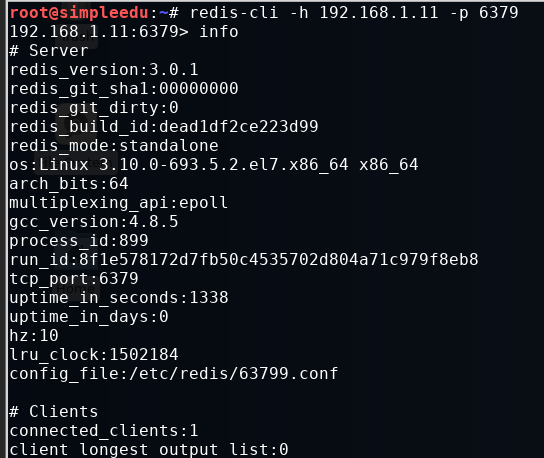 root@simpleedu:~# redis-cli -h 192.168.1.11 -p 6379
192.168.1.11:6379> info
# Server
redis_version:3.0.1
redis_git_sha1:00000000
redis_git_dirty:0
redis_build_id:dead1df2ce223d99
redis_mode:standalone
os:Linux 3.10.0-693.5.2.el7.x86_64 x86_64
arch_bits:64
multiplexing_api:epoll
gcc_version:4.8.5
process_id:899
run_id:8f1e578172d7fb50c4535702d804a71c979f8eb8
tcp_port:6379
uptime_in_seconds:1338
uptime_in_days:0
hz:10
lru_clock:1502184
config_file:/etc/redis/63799.conf

# Clients
connected_clients:1
client_longest_output_list:0